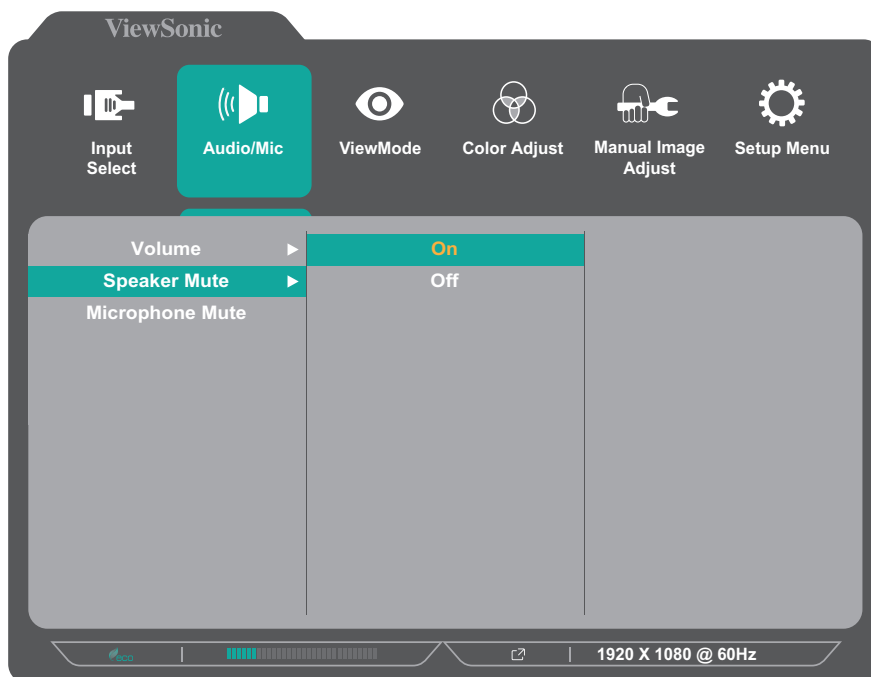 ViewSonic
Input
Select
Audio/Mic
ViewMode
Color Adjust
Manual Image
Adjust
Setup Menu
Volume
On
Speaker Mute
Off
Microphone Mute
eco
1920 X 1080 @ 60Hz